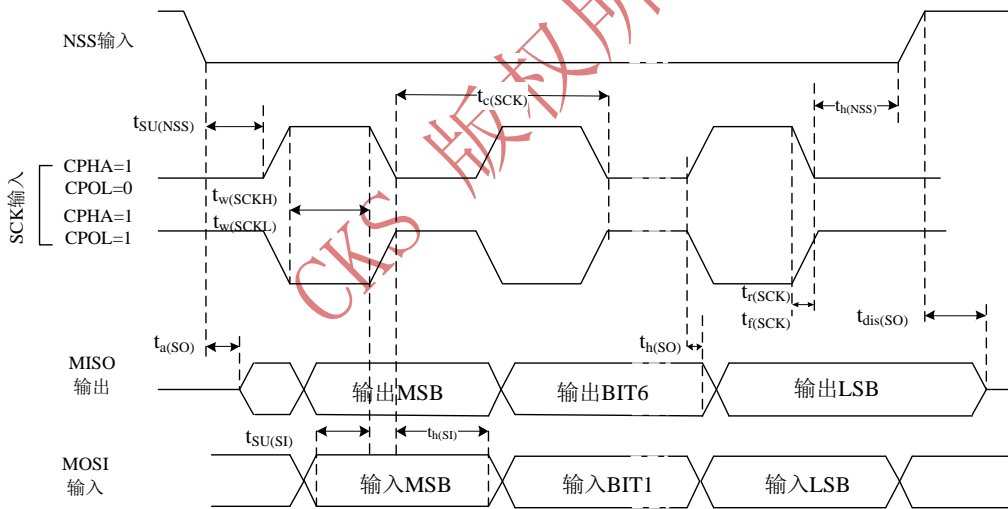 NSS输入
tc(SCK)
th(NSS)
tSU(NSS)
SCK输入
CPHA=1
CPOL=0
CPHA=1
CPOL=1
tw(SCKH)
tw(SCKL)
tr(SCK)
tf(SCK)
ta(SO)
th(SO)
tdis(SO)
MISO
输出
输出MSB
输出BIT6
输出LSB
tSU(SI)
th(SI)
MOSI
输入
输入MSB
输入BIT1
输入LSB
CKS 版权所